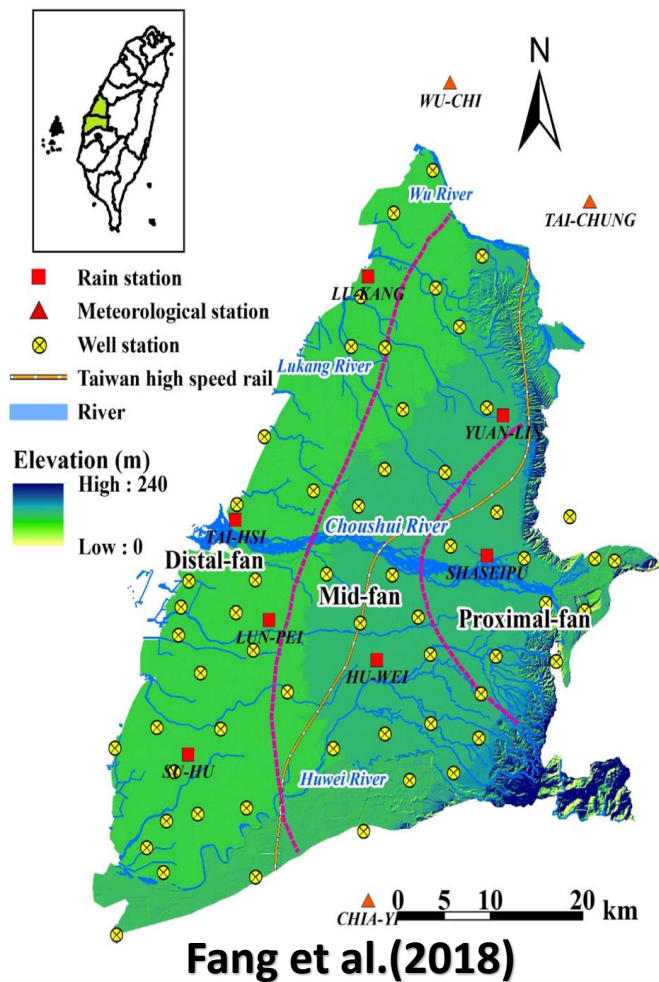 N
WU-CHI
TAI-CHUNG
Wu River
Rain station
Meteorological station
Well station
Taiwan high speed rail
River
Elevation (m)
High : 240
Low : 0
LU-KANG
Lukang River
YUAN-LIN
TAI-HSI
Choushui River
Distal-fan
SHASEIPU
Mid-fan
Proximal-fan
LUN-PEI
HU-WEI
SU-HU
Huwei River
CHIA-YI
0 5 10 20
km
Fang et al.(2018)